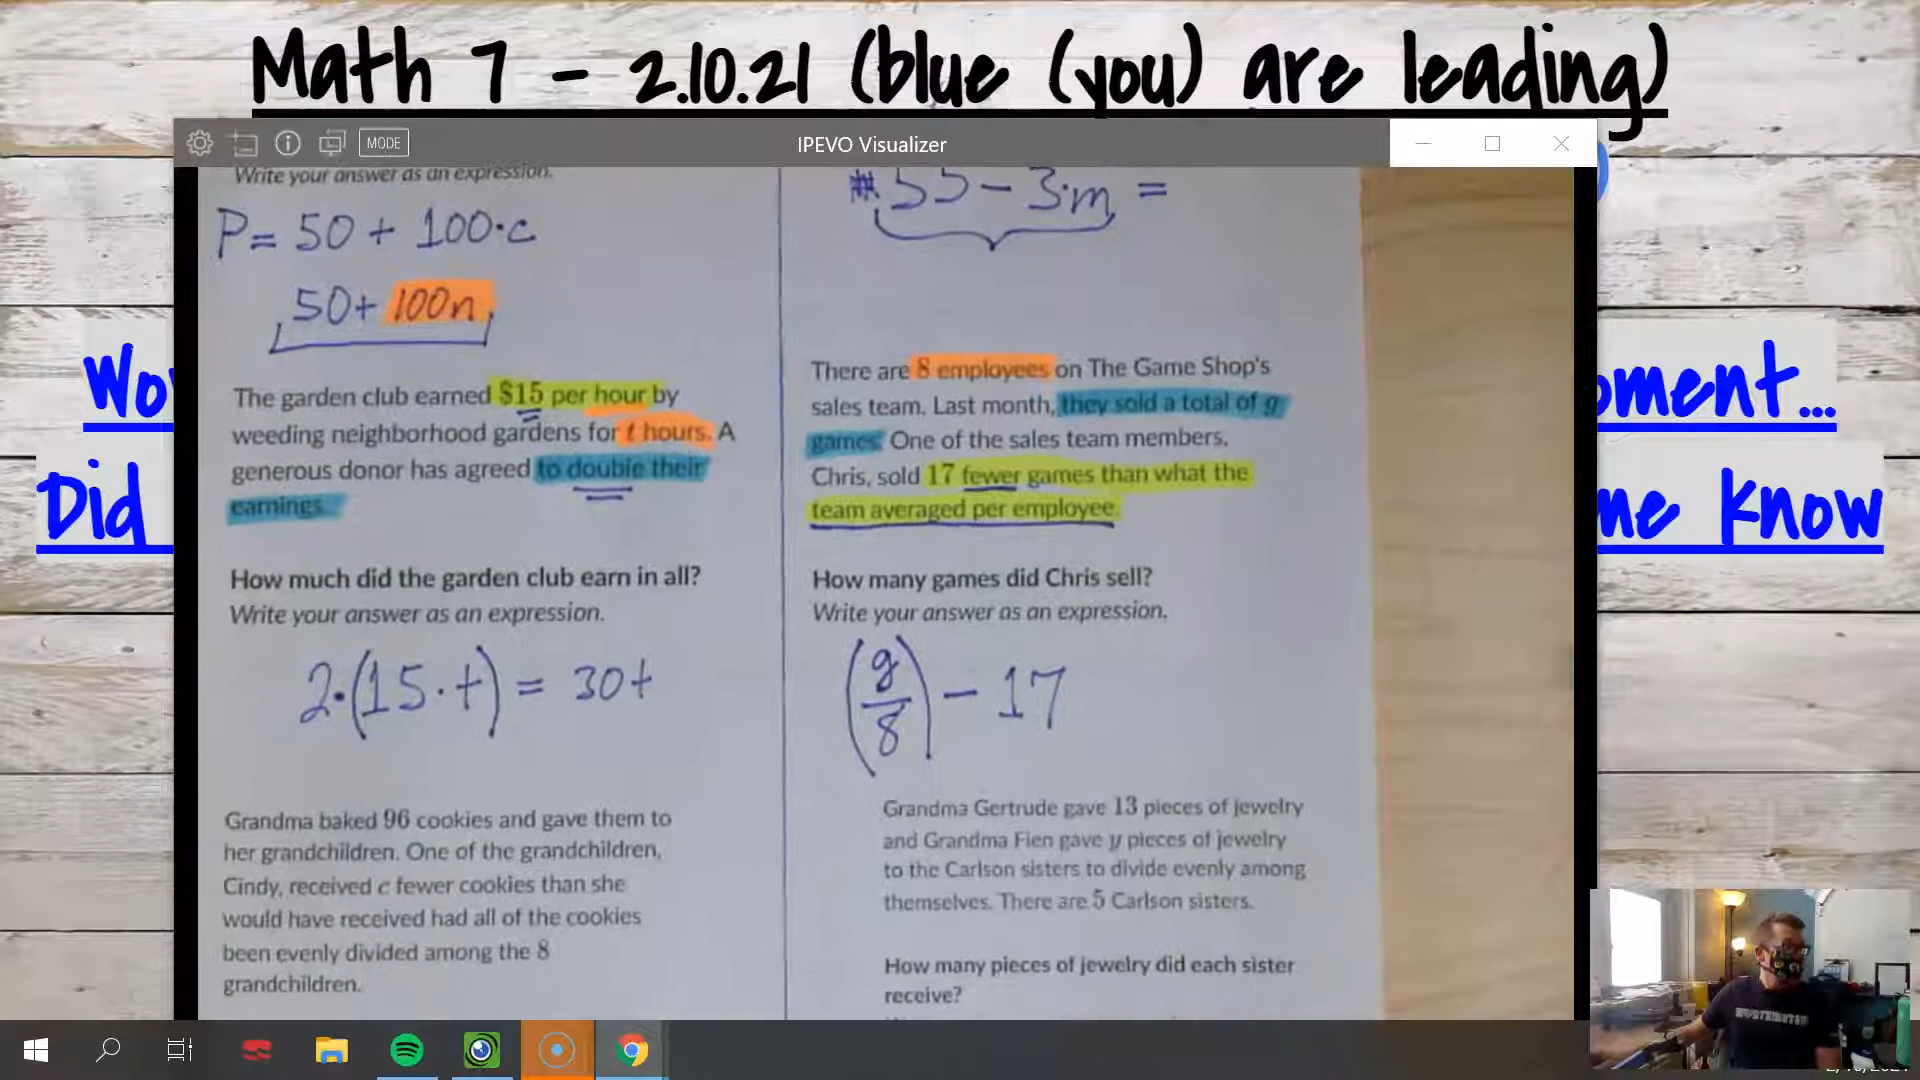 Math 7 - 2.10.21 (blue (you) are leading)
MODE
IPEVO Visualizer
Write your answer as an expression.
P = 50 + 100·c
50 + 100n
The garden club earned $15 per hour by
weeding neighborhood gardens for t hours. A
generous donor has agreed to double their
earnings.
How much did the garden club earn in all?
Write your answer as an expression.
2·(15·t) = 30t
Grandma baked 96 cookies and gave them to
her grandchildren. One of the grandchildren,
Cindy, received c fewer cookies than she
would have received had all of the cookies
been evenly divided among the 8
grandchildren.
55 - 3·m =
There are 8 employees on The Game Shop's
sales team. Last month, they sold a total of g
games. One of the sales team members,
Chris, sold 17 fewer games than what the
team averaged per employee.
How many games did Chris sell?
Write your answer as an expression.
(g/8) - 17
Grandma Gertrude gave 13 pieces of jewelry
and Grandma Fien gave y pieces of jewelry
to the Carlson sisters to divide evenly among
themselves. There are 5 Carlson sisters.
How many pieces of jewelry did each sister
receive?
Did
know